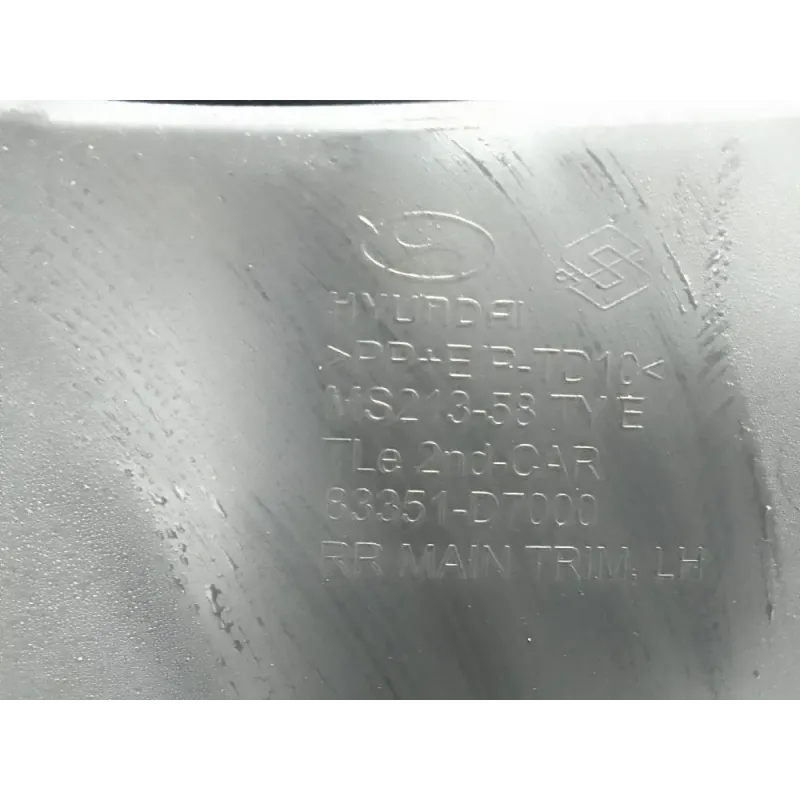 HYUNDAI
>PP+E/P-TD10<
MS213-58 TYPE
TLe 2nd-CAR
83351-D7000
RR MAIN TRIM, LH